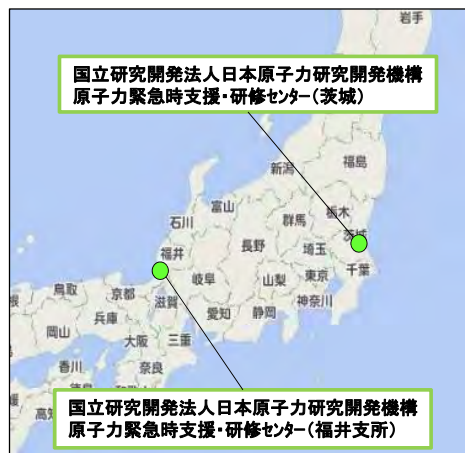 岩手
国立研究開発法人日本原子力研究開発機構
原子力緊急時支援・研修センター（茨城）
新潟
福島
石川
富山
栃木
群馬
茨城
福井
長野
埼玉
岐阜
山梨
東京
千葉
鳥取
京都
滋賀
神奈川
兵庫
愛知
静岡
岡山
大阪
三重
香川
奈良
国立研究開発法人日本原子力研究開発機構
原子力緊急時支援・研修センター（福井支所）